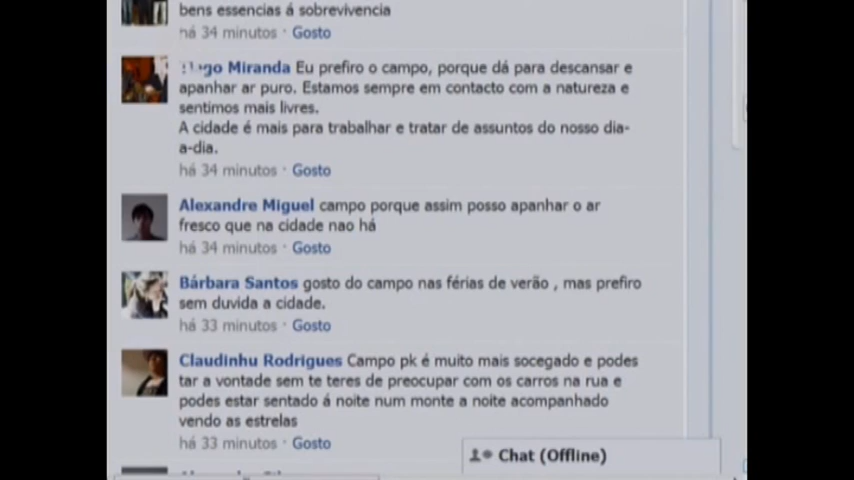 bens essencias á sobrevivencia
há 34 minutos · Gosto
Miranda Eu prefiro o campo, porque dá para descansar e
apanhar ar puro. Estamos sempre em contacto com a natureza e
sentimos mais livres.
A cidade é mais para trabalhar e tratar de assuntos do nosso dia-
a-dia.
há 34 minutos · Gosto
Alexandre Miguel campo porque assim posso apanhar o ar
fresco que na cidade nao há
há 34 minutos · Gosto
Bárbara Santos gosto do campo nas férias de verão , mas prefiro
sem duvida a cidade.
há 33 minutos · Gosto
Claudinhu Rodrigues Campo pk é muito mais socegado e podes
tar a vontade sem te teres de preocupar com os carros na rua e
podes estar sentado á noite num monte a noite acompanhado
vendo as estrelas
há 33 minutos · Gosto
Chat (Offline)